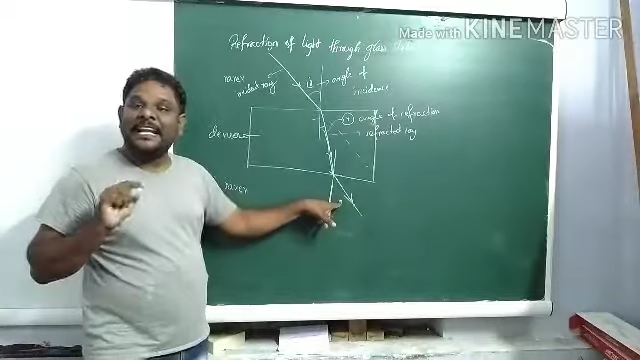 Made with KINEMASTER
Refraction of light through glass slab
rarer
incident ray
i
angle of
incidence
denser
r angle of refraction
refracted ray
rarer